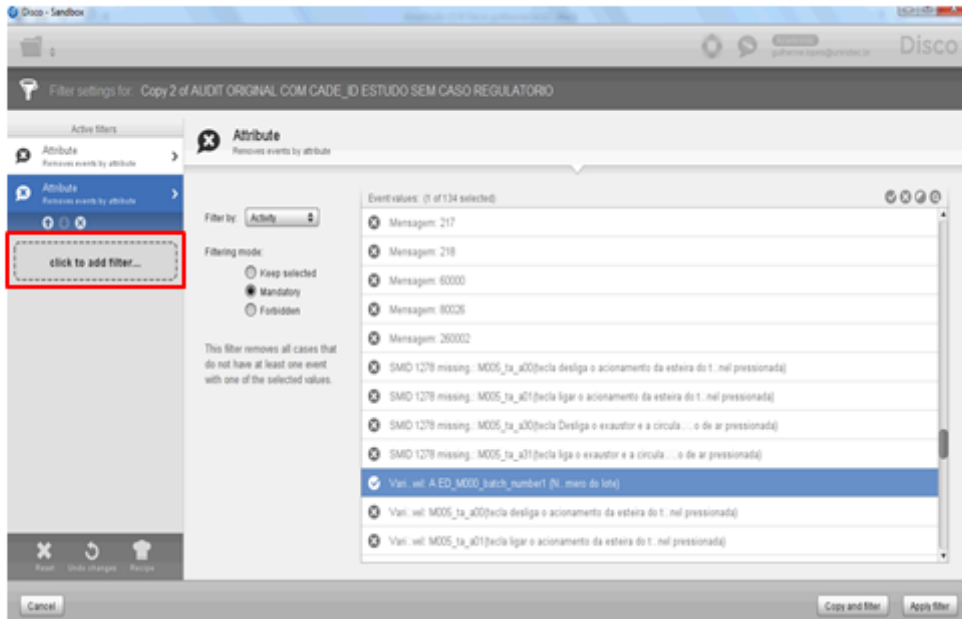 Disco - Sandbox
Disco
Filter settings for: Copy 2 of AUDIT ORIGINAL COM CADE_ID ESTUDO SEM CASO REGULATORIO
Active filters
Attribute
Removes events by attribute
Attribute
Removes events by attribute
click to add filter...
Attribute
Removes events by attribute
Filter by: Activity
Filtering mode:
Keep selected
Mandatory
Forbidden
This filter removes all cases that
do not have at least one event
with one of the selected values.
Event values: (1 of 134 selected)
Mensagem: 217
Mensagem: 218
Mensagem: 60000
Mensagem: 80026
Mensagem: 260002
SMID 1278 missing.: M005_ta_a00(tecla desliga o acionamento da esteira do t...nel pressionada)
SMID 1278 missing.: M005_ta_a01(tecla ligar o acionamento da esteira do t...nel pressionada)
SMID 1278 missing.: M005_ta_a30(tecla Desliga o exaustor e a circula... ...o de ar pressionada)
SMID 1278 missing.: M005_ta_a31(tecla liga o exaustor e a circula... ...o de ar pressionada)
Vari...vel: A ED_M000_batch_number1 (N...mero do lote)
Vari...vel: M005_ta_a00(tecla desliga o acionamento da esteira do t...nel pressionada)
Vari...vel: M005_ta_a01(tecla ligar o acionamento da esteira do t...nel pressionada)
Reset Undo changes Recipe
Cancel
Copy and filter
Apply filter